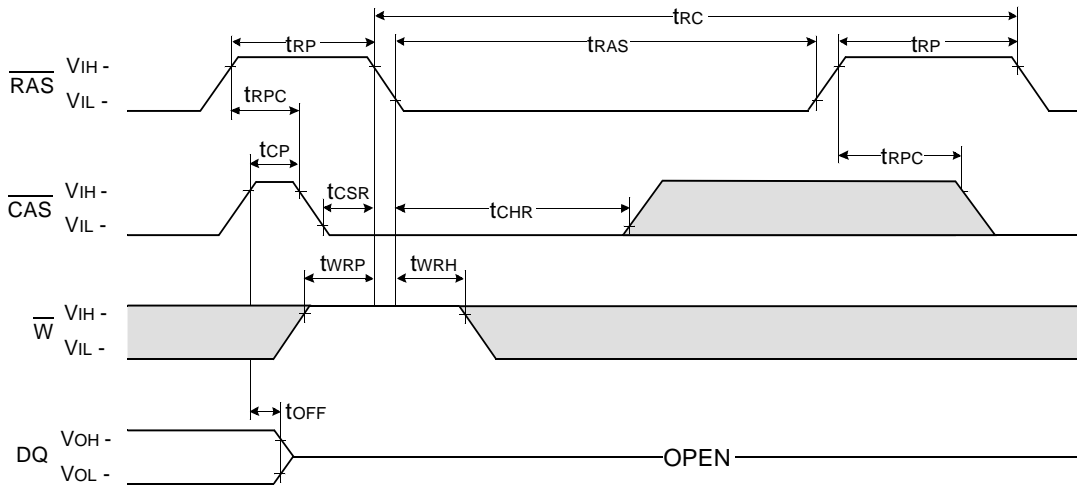 tRC
tRP tRAS tRP
RAS
VIH -
VIL -
tRPC
tCP
tRPC
CAS
VIH -
VIL -
tCSR
tCHR
tWRP tWRH
W
VIH -
VIL -
tOFF
DQ
VOH -
VOL -
OPEN